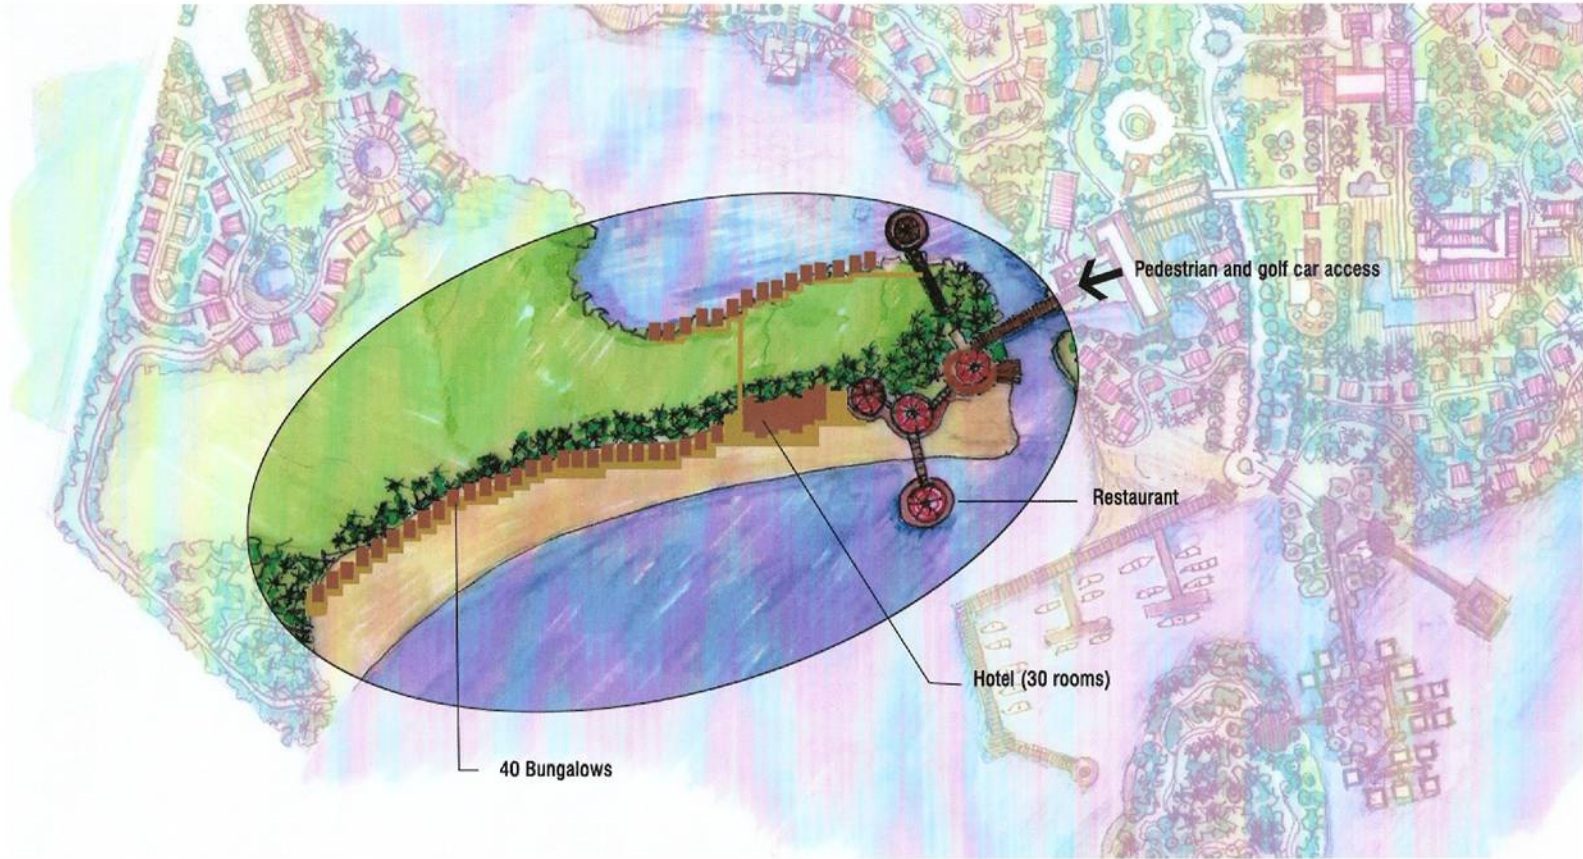 Pedestrian and golf car access
Restaurant
Hotel (30 rooms)
40 Bungalows